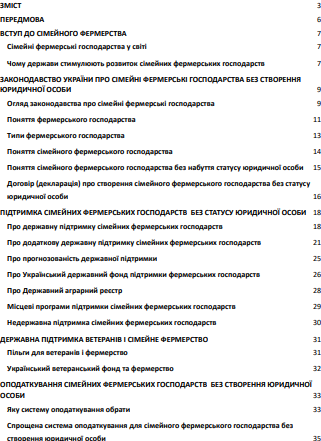 ЗМІСТ 3
ПЕРЕДМОВА 6
ВСТУП ДО СІМЕЙНОГО ФЕРМЕРСТВА 7
Сімейні фермерські господарства у світі 7
Чому держави стимулюють розвиток сімейних фермерських господарств 7
ЗАКОНОДАВСТВО УКРАЇНИ ПРО СІМЕЙНІ ФЕРМЕРСЬКІ ГОСПОДАРСТВА БЕЗ СТВОРЕННЯ
ЮРИДИЧНОЇ ОСОБИ 9
Огляд законодавства про сімейні фермерські господарства 9
Поняття фермерського господарства 11
Типи фермерського господарства 13
Поняття сімейного фермерського господарства 14
Поняття сімейного фермерського господарства без набуття статусу юридичної особи 15
Договір (декларація) про створення сімейного фермерського господарства без статусу
юридичної особи 16
ПІДТРИМКА СІМЕЙНИХ ФЕРМЕРСЬКИХ ГОСПОДАРСТВ БЕЗ СТАТУСУ ЮРИДИЧНОЇ ОСОБИ 18
Про державну підтримку сімейних фермерських господарств 18
Про додаткову державну підтримку сімейних фермерських господарств 21
Про прогнозованість державної підтримки 25
Про Український державний фонд підтримки фермерських господарств 26
Про Державний аграрний реєстр 28
Місцеві програми підтримки сімейних фермерських господарств 29
Недержавна підтримка сімейних фермерських господарств 30
ДЕРЖАВНА ПІДТРИМКА ВЕТЕРАНІВ І СІМЕЙНЕ ФЕРМЕРСТВО 31
Пільги для ветеранів і фермерство 31
Український ветеранський фонд та фермерство 32
ОПОДАТКУВАННЯ СІМЕЙНИХ ФЕРМЕРСЬКИХ ГОСПОДАРСТВ БЕЗ СТВОРЕННЯ ЮРИДИЧНОЇ
ОСОБИ 33
Яку систему оподаткування обрати 33
Спрощена система оподаткування для сімейного фермерського господарства без
створення юридичної особи 35